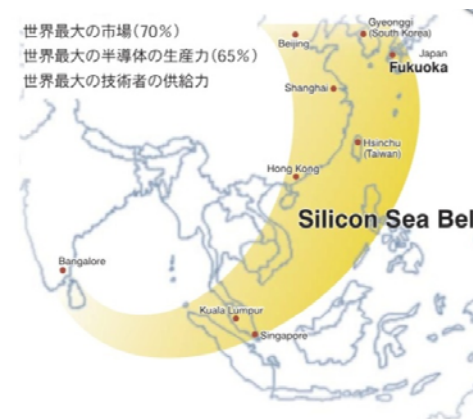 世界最大の市場(70%)
世界最大の半導体の生産力(65%)
世界最大の技術者の供給力
Beijing
Gyeonggi
(South Korea)
Japan
Fukuoka
Shanghai
Hsinchu
(Taiwan)
Hong Kong
Silicon Sea Bel
Bangalore
Kuala Lumpur
Singapore